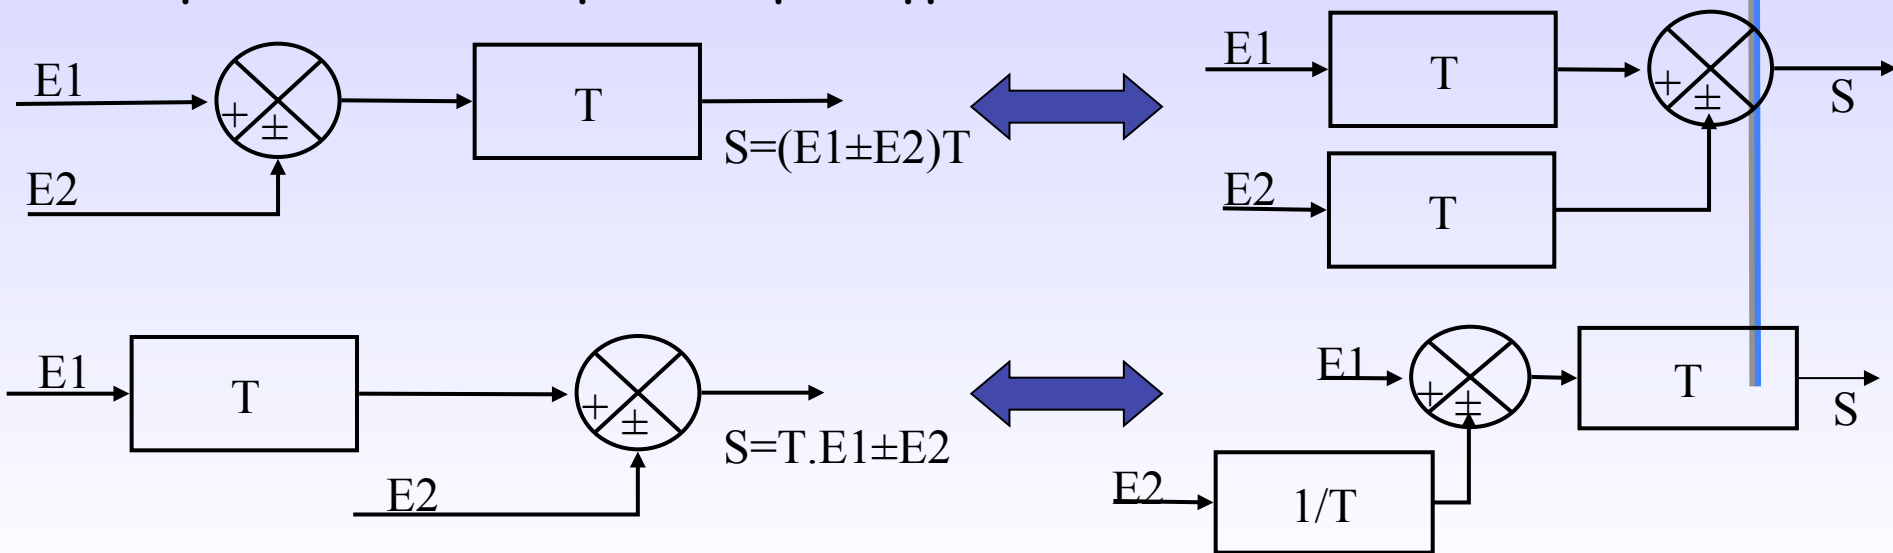 E1
+
±
E2
T
S=(E1±E2)T
E1
T
+
±
S
E2
T
E1
T
+
±
E2
S=T.E1±E2
E1
+
±
T
S
E2
1/T